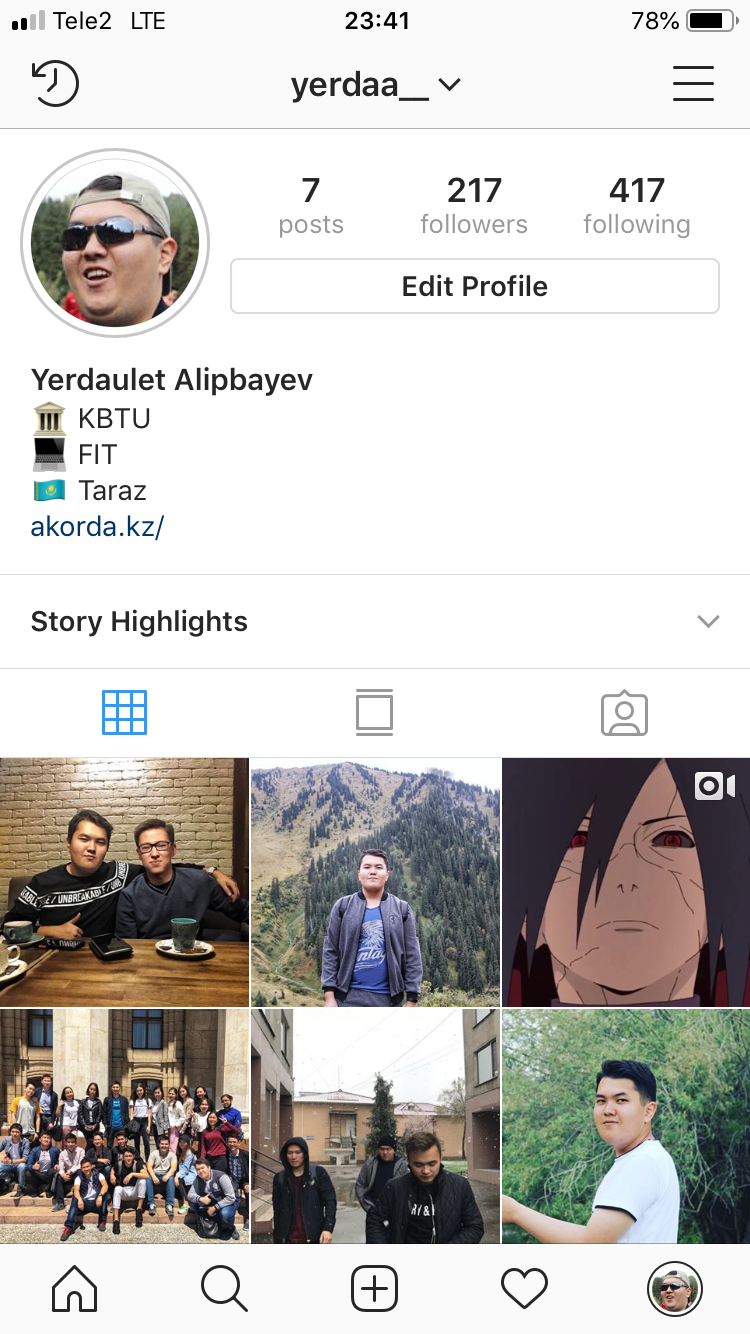 Tele2 LTE 23:41 78%
yerdaa__
7 217 417
posts followers following
Edit Profile
Yerdaulet Alipbayev
KBTU
FIT
Taraz
akorda.kz/
Story Highlights
UNBREAKABLE